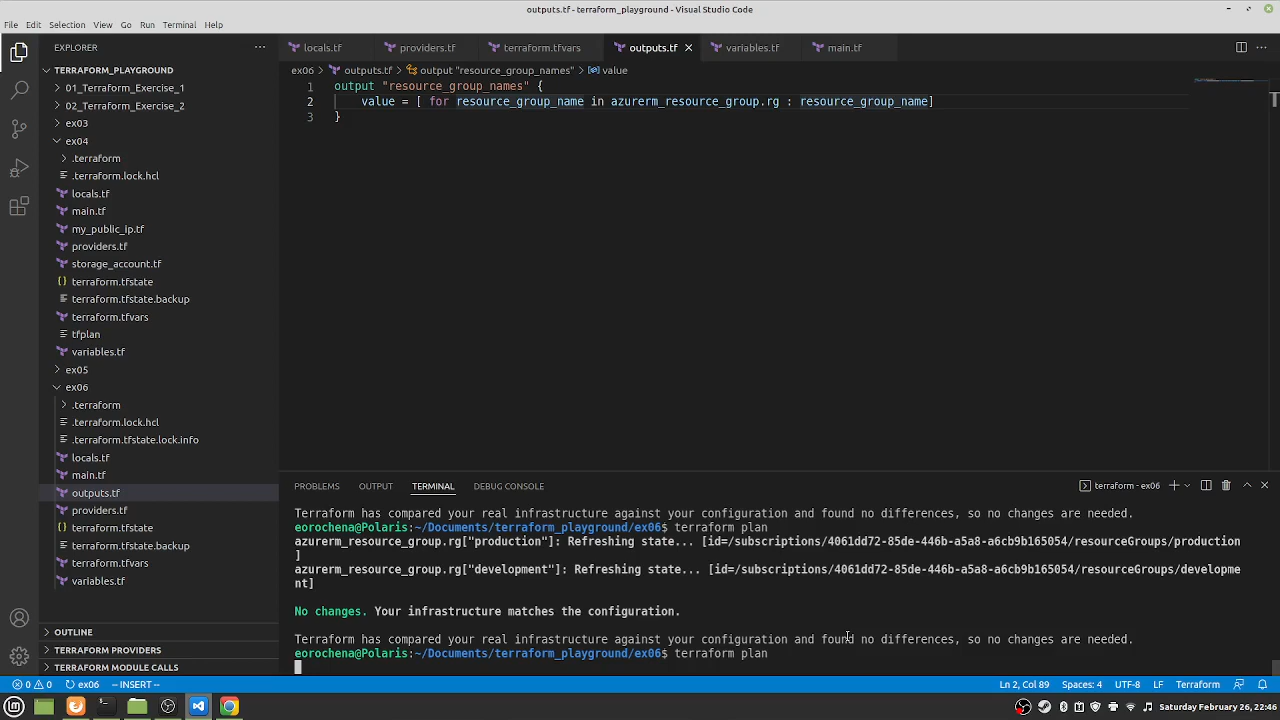 outputs.tf - terraform_playground - Visual Studio Code
File Edit Selection View Go Run Terminal Help
EXPLORER
TERRAFORM_PLAYGROUND
01_Terraform_Exercise_1
02_Terraform_Exercise_2
ex03
ex04
.terraform
.terraform.lock.hcl
locals.tf
main.tf
my_public_ip.tf
providers.tf
storage_account.tf
terraform.tfstate
terraform.tfstate.backup
terraform.tfvars
tfplan
variables.tf
ex05
ex06
.terraform
.terraform.lock.hcl
.terraform.tfstate.lock.info
locals.tf
main.tf
outputs.tf
providers.tf
terraform.tfstate
terraform.tfstate.backup
terraform.tfvars
variables.tf
OUTLINE
TERRAFORM PROVIDERS
TERRAFORM MODULE CALLS
locals.tf providers.tf terraform.tfvars outputs.tf variables.tf main.tf
ex06 > outputs.tf > output "resource_group_names" > value
1 output "resource_group_names" {
2 value = [ for resource_group_name in azurerm_resource_group.rg : resource_group_name]
3 }
PROBLEMS OUTPUT TERMINAL DEBUG CONSOLE
terraform - ex06
Terraform has compared your real infrastructure against your configuration and found no differences, so no changes are needed.
eorochena@Polaris:~/Documents/terraform_playground/ex06$ terraform plan
azurerm_resource_group.rg["production"]: Refreshing state... [id=/subscriptions/4061dd72-85de-446b-a5a8-a6cb9b165054/resourceGroups/production
]
azurerm_resource_group.rg["development"]: Refreshing state... [id=/subscriptions/4061dd72-85de-446b-a5a8-a6cb9b165054/resourceGroups/developme
nt]
No changes. Your infrastructure matches the configuration.
Terraform has compared your real infrastructure against your configuration and found no differences, so no changes are needed.
eorochena@Polaris:~/Documents/terraform_playground/ex06$ terraform plan
0 0 ex06 -- INSERT -- Ln 2, Col 89 Spaces: 4 UTF-8 LF Terraform
Saturday February 26, 22:46